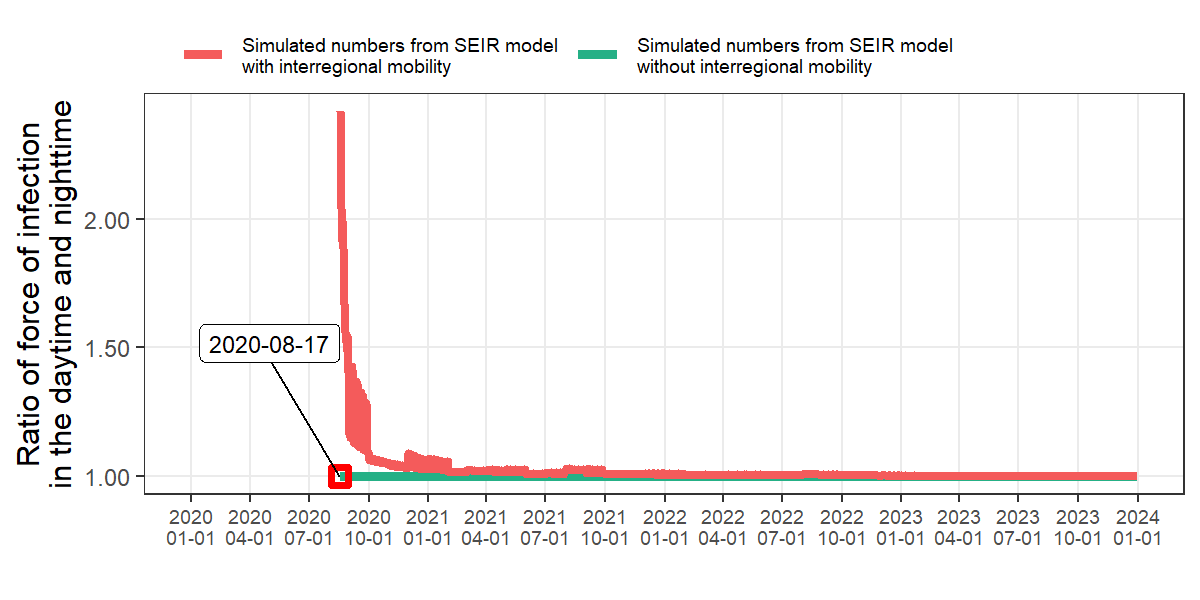 Simulated numbers from SEIR model
with interregional mobility
Simulated numbers from SEIR model
without interregional mobility
Ratio of force of infection
in the daytime and nighttime
2.00
1.50
1.00
2020-08-17
2020 2020 2020 2020 2021 2021 2021 2021 2022 2022 2022 2022 2023 2023 2023 2023 2024
01-01 04-01 07-01 10-01 01-01 04-01 07-01 10-01 01-01 04-01 07-01 10-01 01-01 04-01 07-01 10-01 01-01